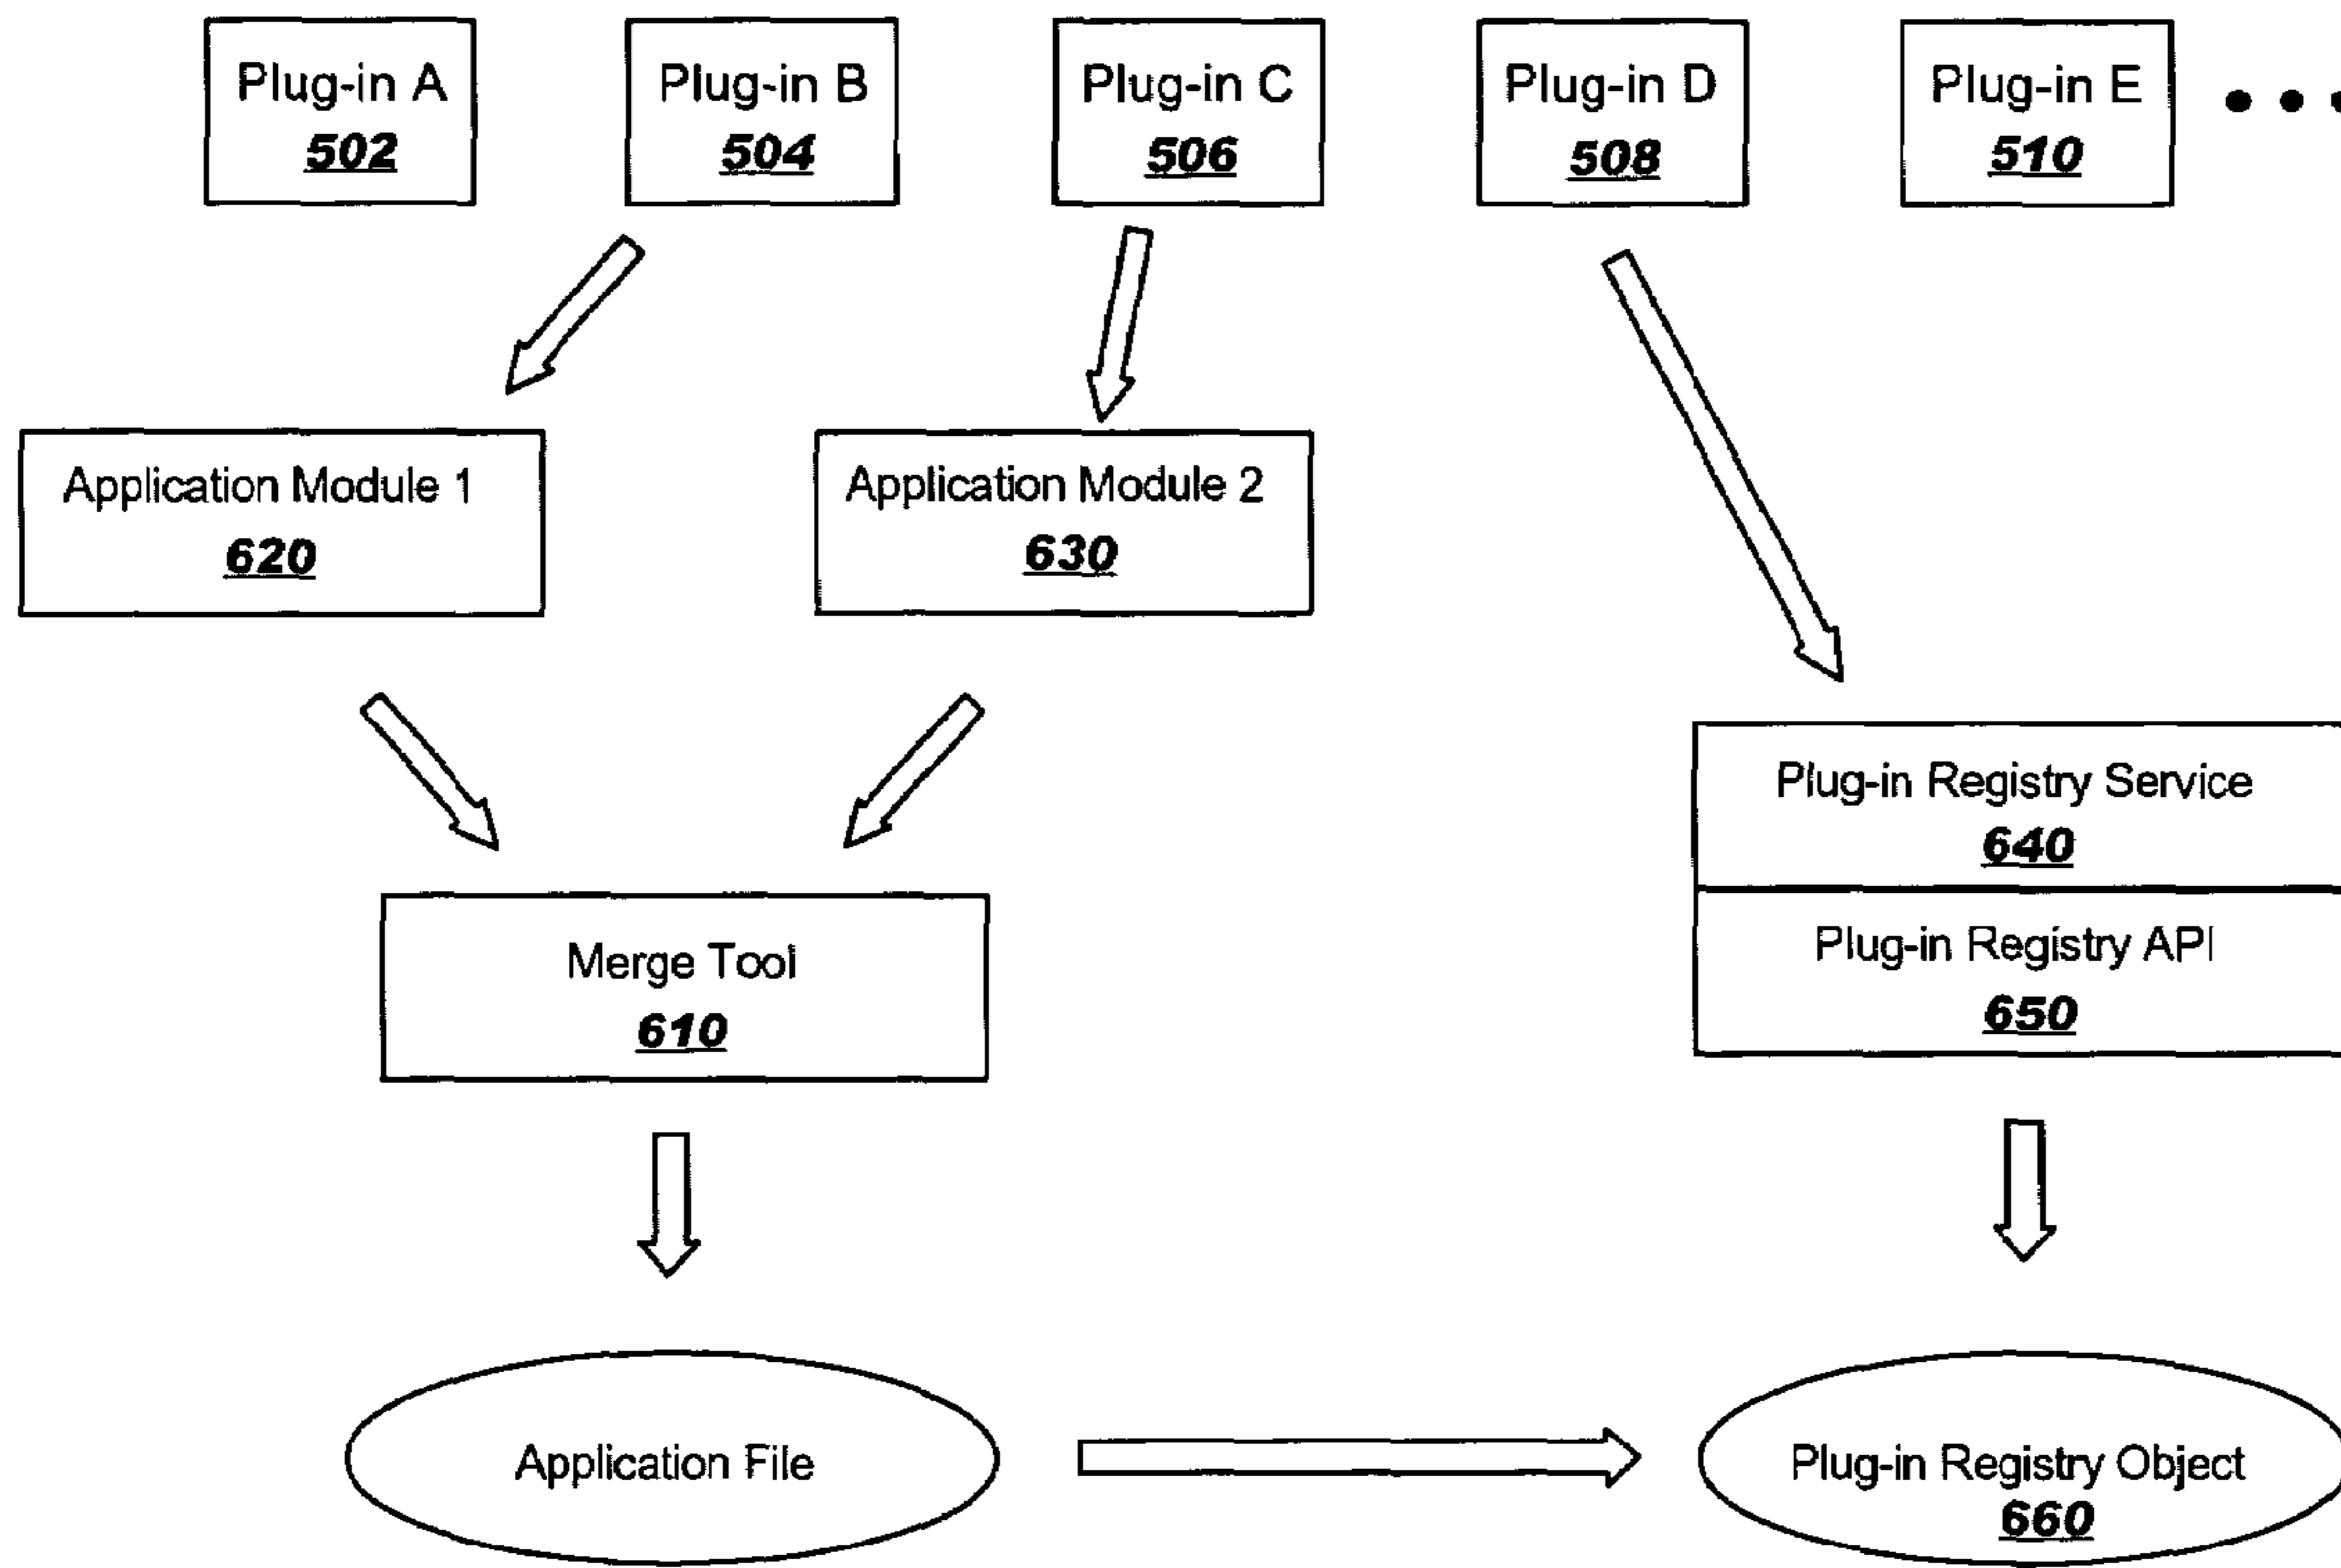 Plug-in A
502
Plug-in B
504
Plug-in C
506
Plug-in D
508
Plug-in E
510
Application Module 1
620
Application Module 2
630
Plug-in Registry Service
640
Merge Tool
610
Plug-in Registry API
650
Application File
Plug-in Registry Object
660